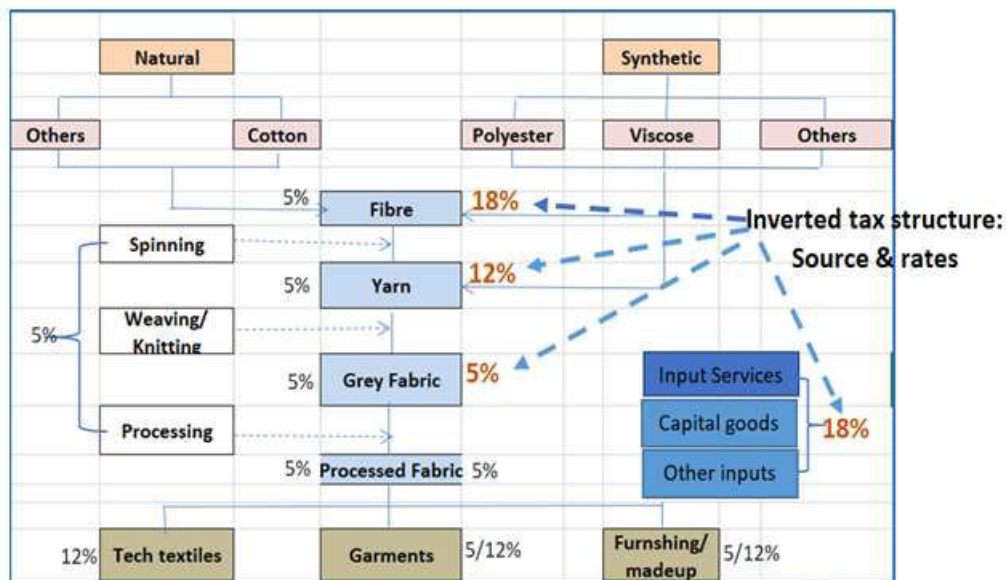 Natural
Synthetic
Others
Cotton
Polyester
Viscose
Others
5%
Fibre
18%
Inverted tax structure:
Source & rates
Spinning
5%
Yarn
12%
5%
Weaving/
Knitting
5%
Grey Fabric
5%
Input Services
Capital goods
18%
Other inputs
Processing
5%
Processed Fabric
5%
12%
Tech textiles
Garments
5/12%
Furnshing/
madeup
5/12%